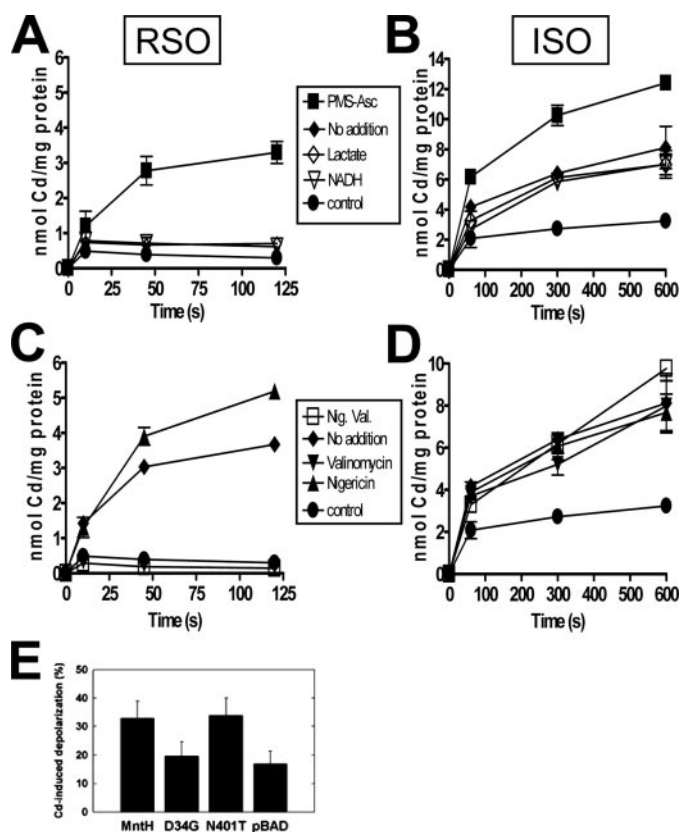 A
RSO
B
ISO
nmol Cd/mg protein
6
5
4
3
2
1
0
0 25 50 75 100 125
Time (s)
PMS-Asc
No addition
Lactate
NADH
control
nmol Cd/mg protein
14
12
10
8
6
4
2
0
0 100 200 300 400 500 600
Time (s)
C
D
nmol Cd/mg protein
6
5
4
3
2
1
0
0 25 50 75 100 125
Time (s)
Nig. Val.
No addition
Valinomycin
Nigericin
control
nmol Cd/mg protein
10
8
6
4
2
0
0 100 200 300 400 500 600
Time (s)
E
Cd-induced depolarization (%)
50
40
30
20
10
0
MntH D34G N401T pBAD